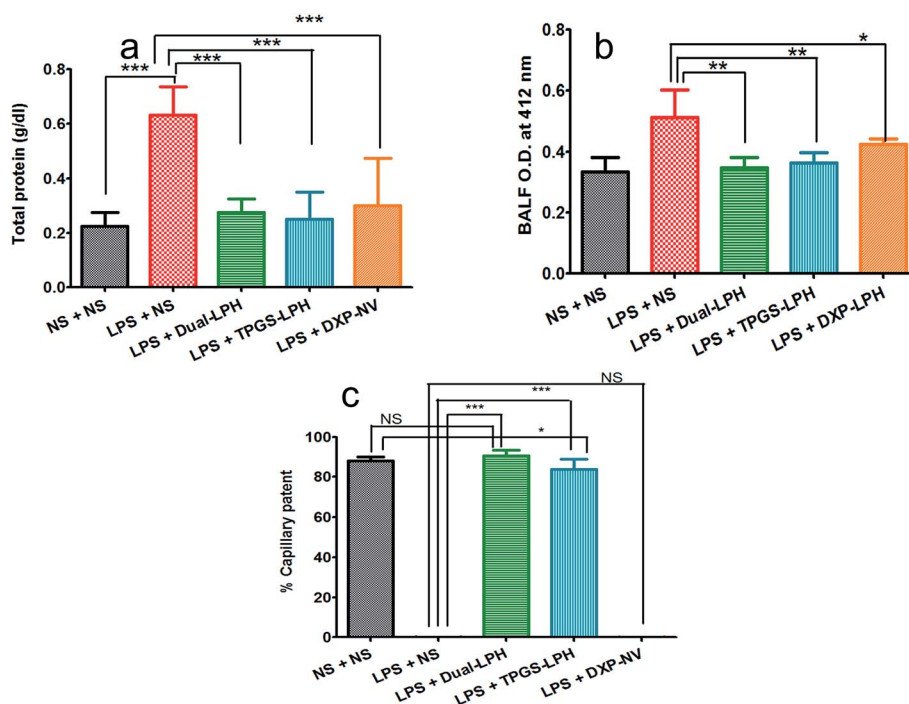 a
***
***
***
***
Total protein (g/dl)
0.8
0.6
0.4
0.2
0.0
NS + NS
LPS + NS
LPS + Dual-LPH
LPS + TPGS-LPH
LPS + DXP-NV
b
*
**
**
BALF O.D. at 412 nm
0.8
0.6
0.4
0.2
0.0
NS + NS
LPS + NS
LPS + Dual-LPH
LPS + TPGS-LPH
LPS + DXP-LPH
c
NS
***
***
NS
*
% Capillary patent
100
80
60
40
20
0
NS + NS
LPS + NS
LPS + Dual-LPH
LPS + TPGS-LPH
LPS + DXP-NV